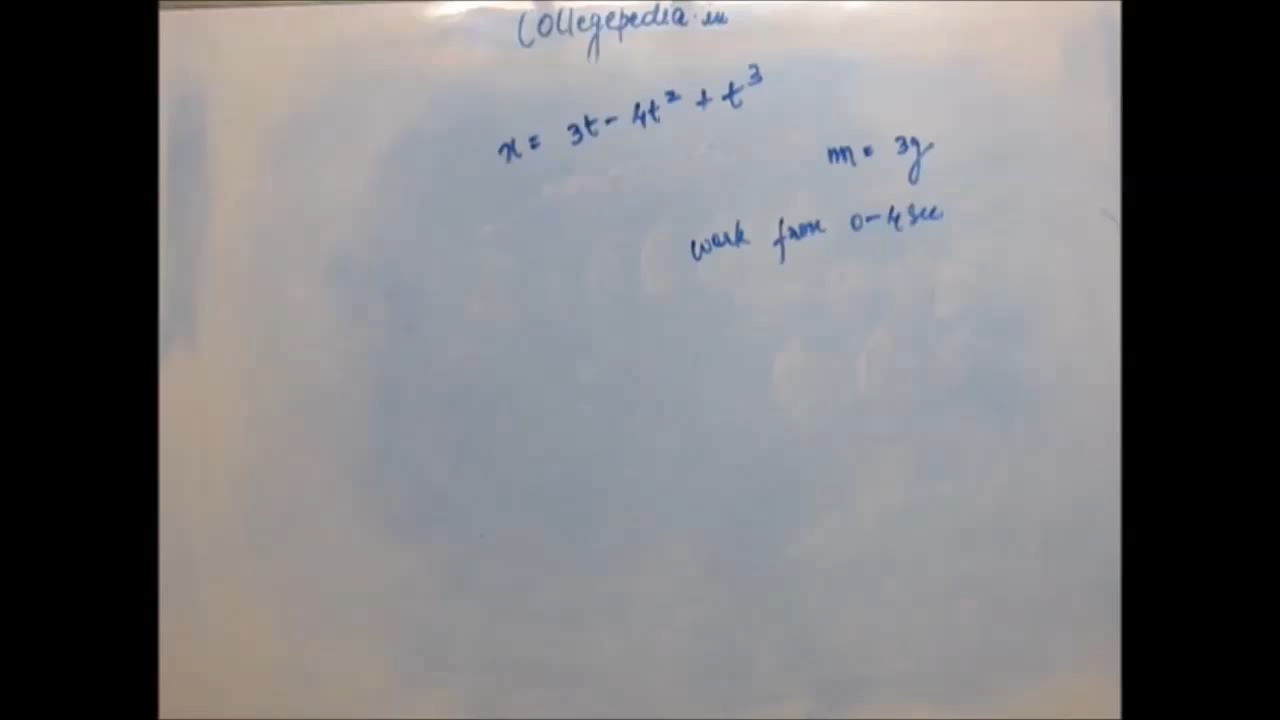 Collegepedia.in
x = 3t - 4t² + t³
m = 3g
work from 0-4 sec